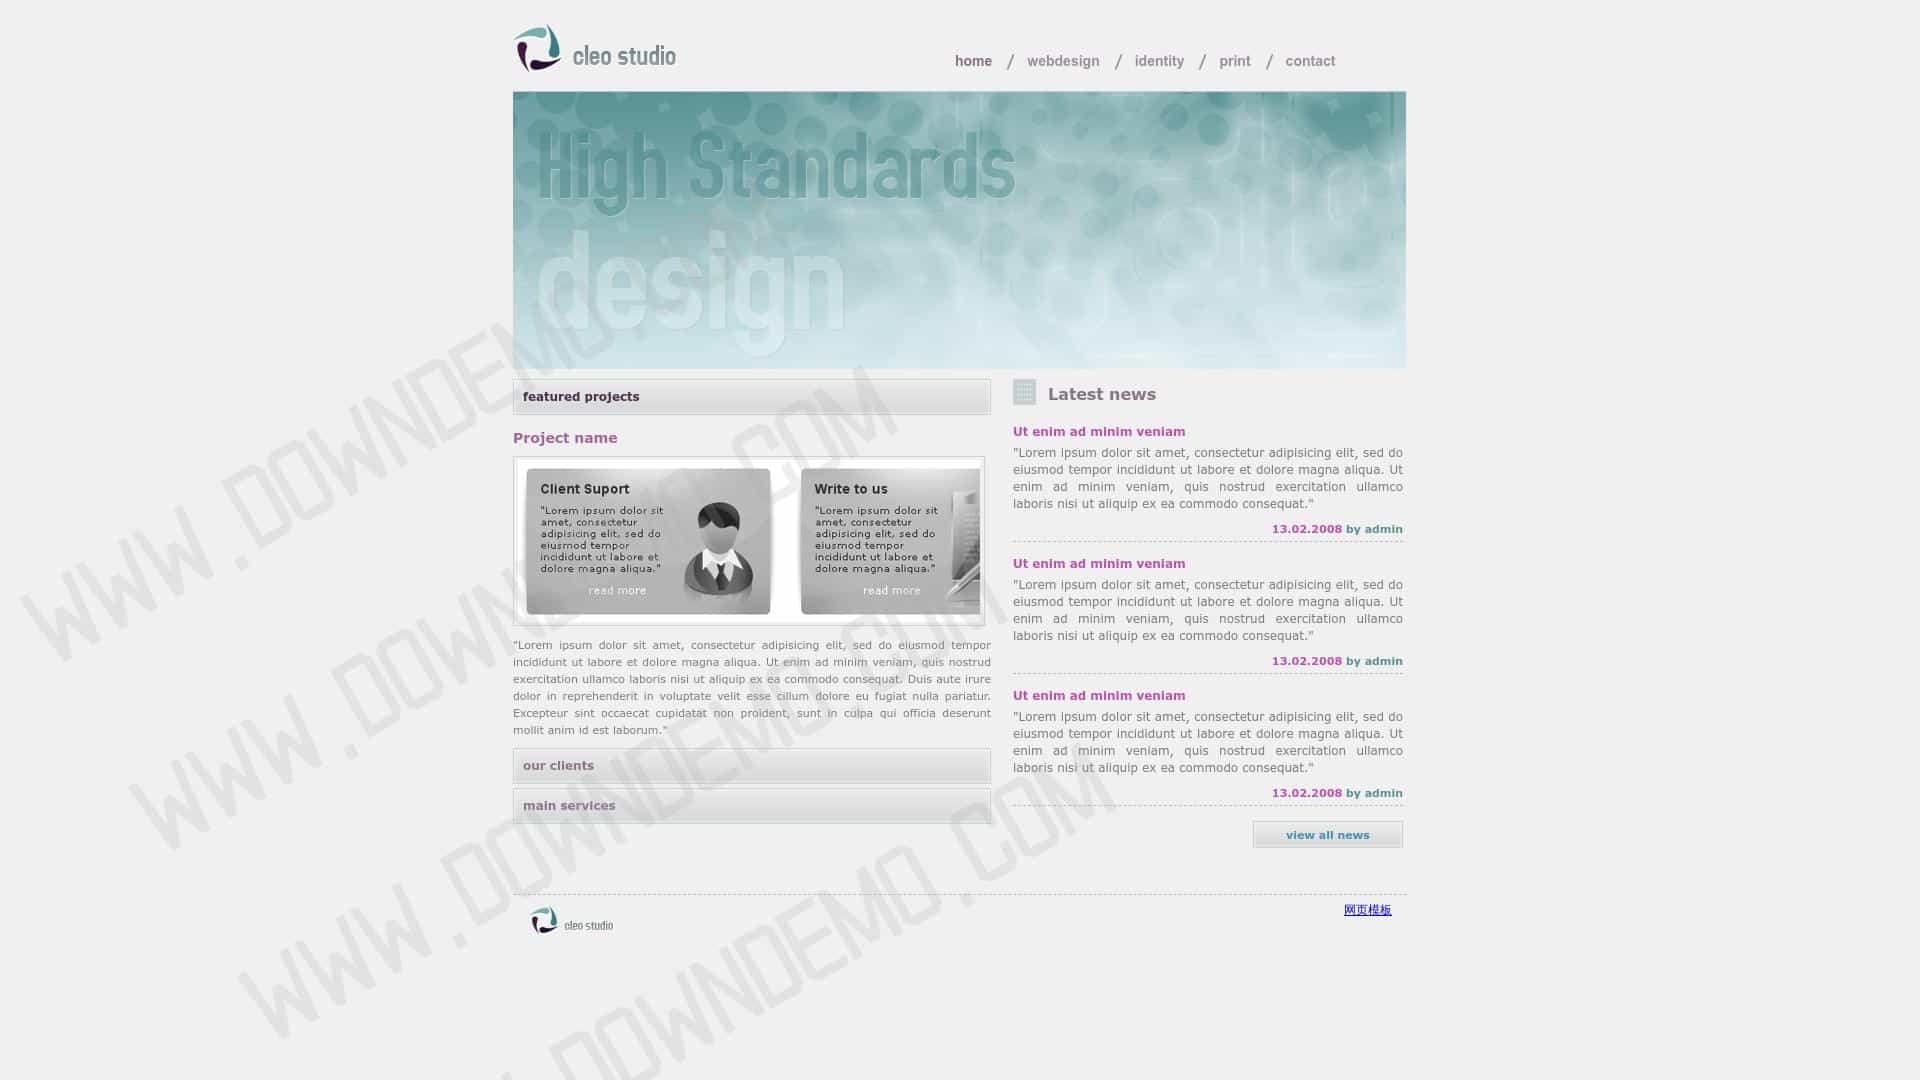 cleo studio
home / webdesign / identity / print / contact
High Standards
design
featured projects
Project name
Client Suport
"Lorem ipsum dolor sit
amet, consectetur
adipisicing elit, sed do
eiusmod tempor
incididunt ut labore et
dolore magna aliqua."
read more
Write to us
"Lorem ipsum dolor sit
amet, consectetur
adipisicing elit, sed do
eiusmod tempor
incididunt ut labore et
dolore magna aliqua."
read more
"Lorem ipsum dolor sit amet, consectetur adipisicing elit, sed do eiusmod tempor
incididunt ut labore et dolore magna aliqua. Ut enim ad minim veniam, quis nostrud
exercitation ullamco laboris nisi ut aliquip ex ea commodo consequat. Duis aute irure
dolor in reprehenderit in voluptate velit esse cillum dolore eu fugiat nulla pariatur.
Excepteur sint occaecat cupidatat non proident, sunt in culpa qui officia deserunt
mollit anim id est laborum."
our clients
main services
Latest news
Ut enim ad minim veniam
"Lorem ipsum dolor sit amet, consectetur adipisicing elit, sed do
eiusmod tempor incididunt ut labore et dolore magna aliqua. Ut
enim ad minim veniam, quis nostrud exercitation ullamco
laboris nisi ut aliquip ex ea commodo consequat."
13.02.2008 by admin
Ut enim ad minim veniam
"Lorem ipsum dolor sit amet, consectetur adipisicing elit, sed do
eiusmod tempor incididunt ut labore et dolore magna aliqua. Ut
enim ad minim veniam, quis nostrud exercitation ullamco
laboris nisi ut aliquip ex ea commodo consequat."
13.02.2008 by admin
Ut enim ad minim veniam
"Lorem ipsum dolor sit amet, consectetur adipisicing elit, sed do
eiusmod tempor incididunt ut labore et dolore magna aliqua. Ut
enim ad minim veniam, quis nostrud exercitation ullamco
laboris nisi ut aliquip ex ea commodo consequat."
13.02.2008 by admin
view all news
cleo studio
网页模板
WWW.DOWNDEMO.COM
WWW.DOWNDEMO.COM
WWW.DOWNDEMO.COM
WWW.DOWNDEMO.COM